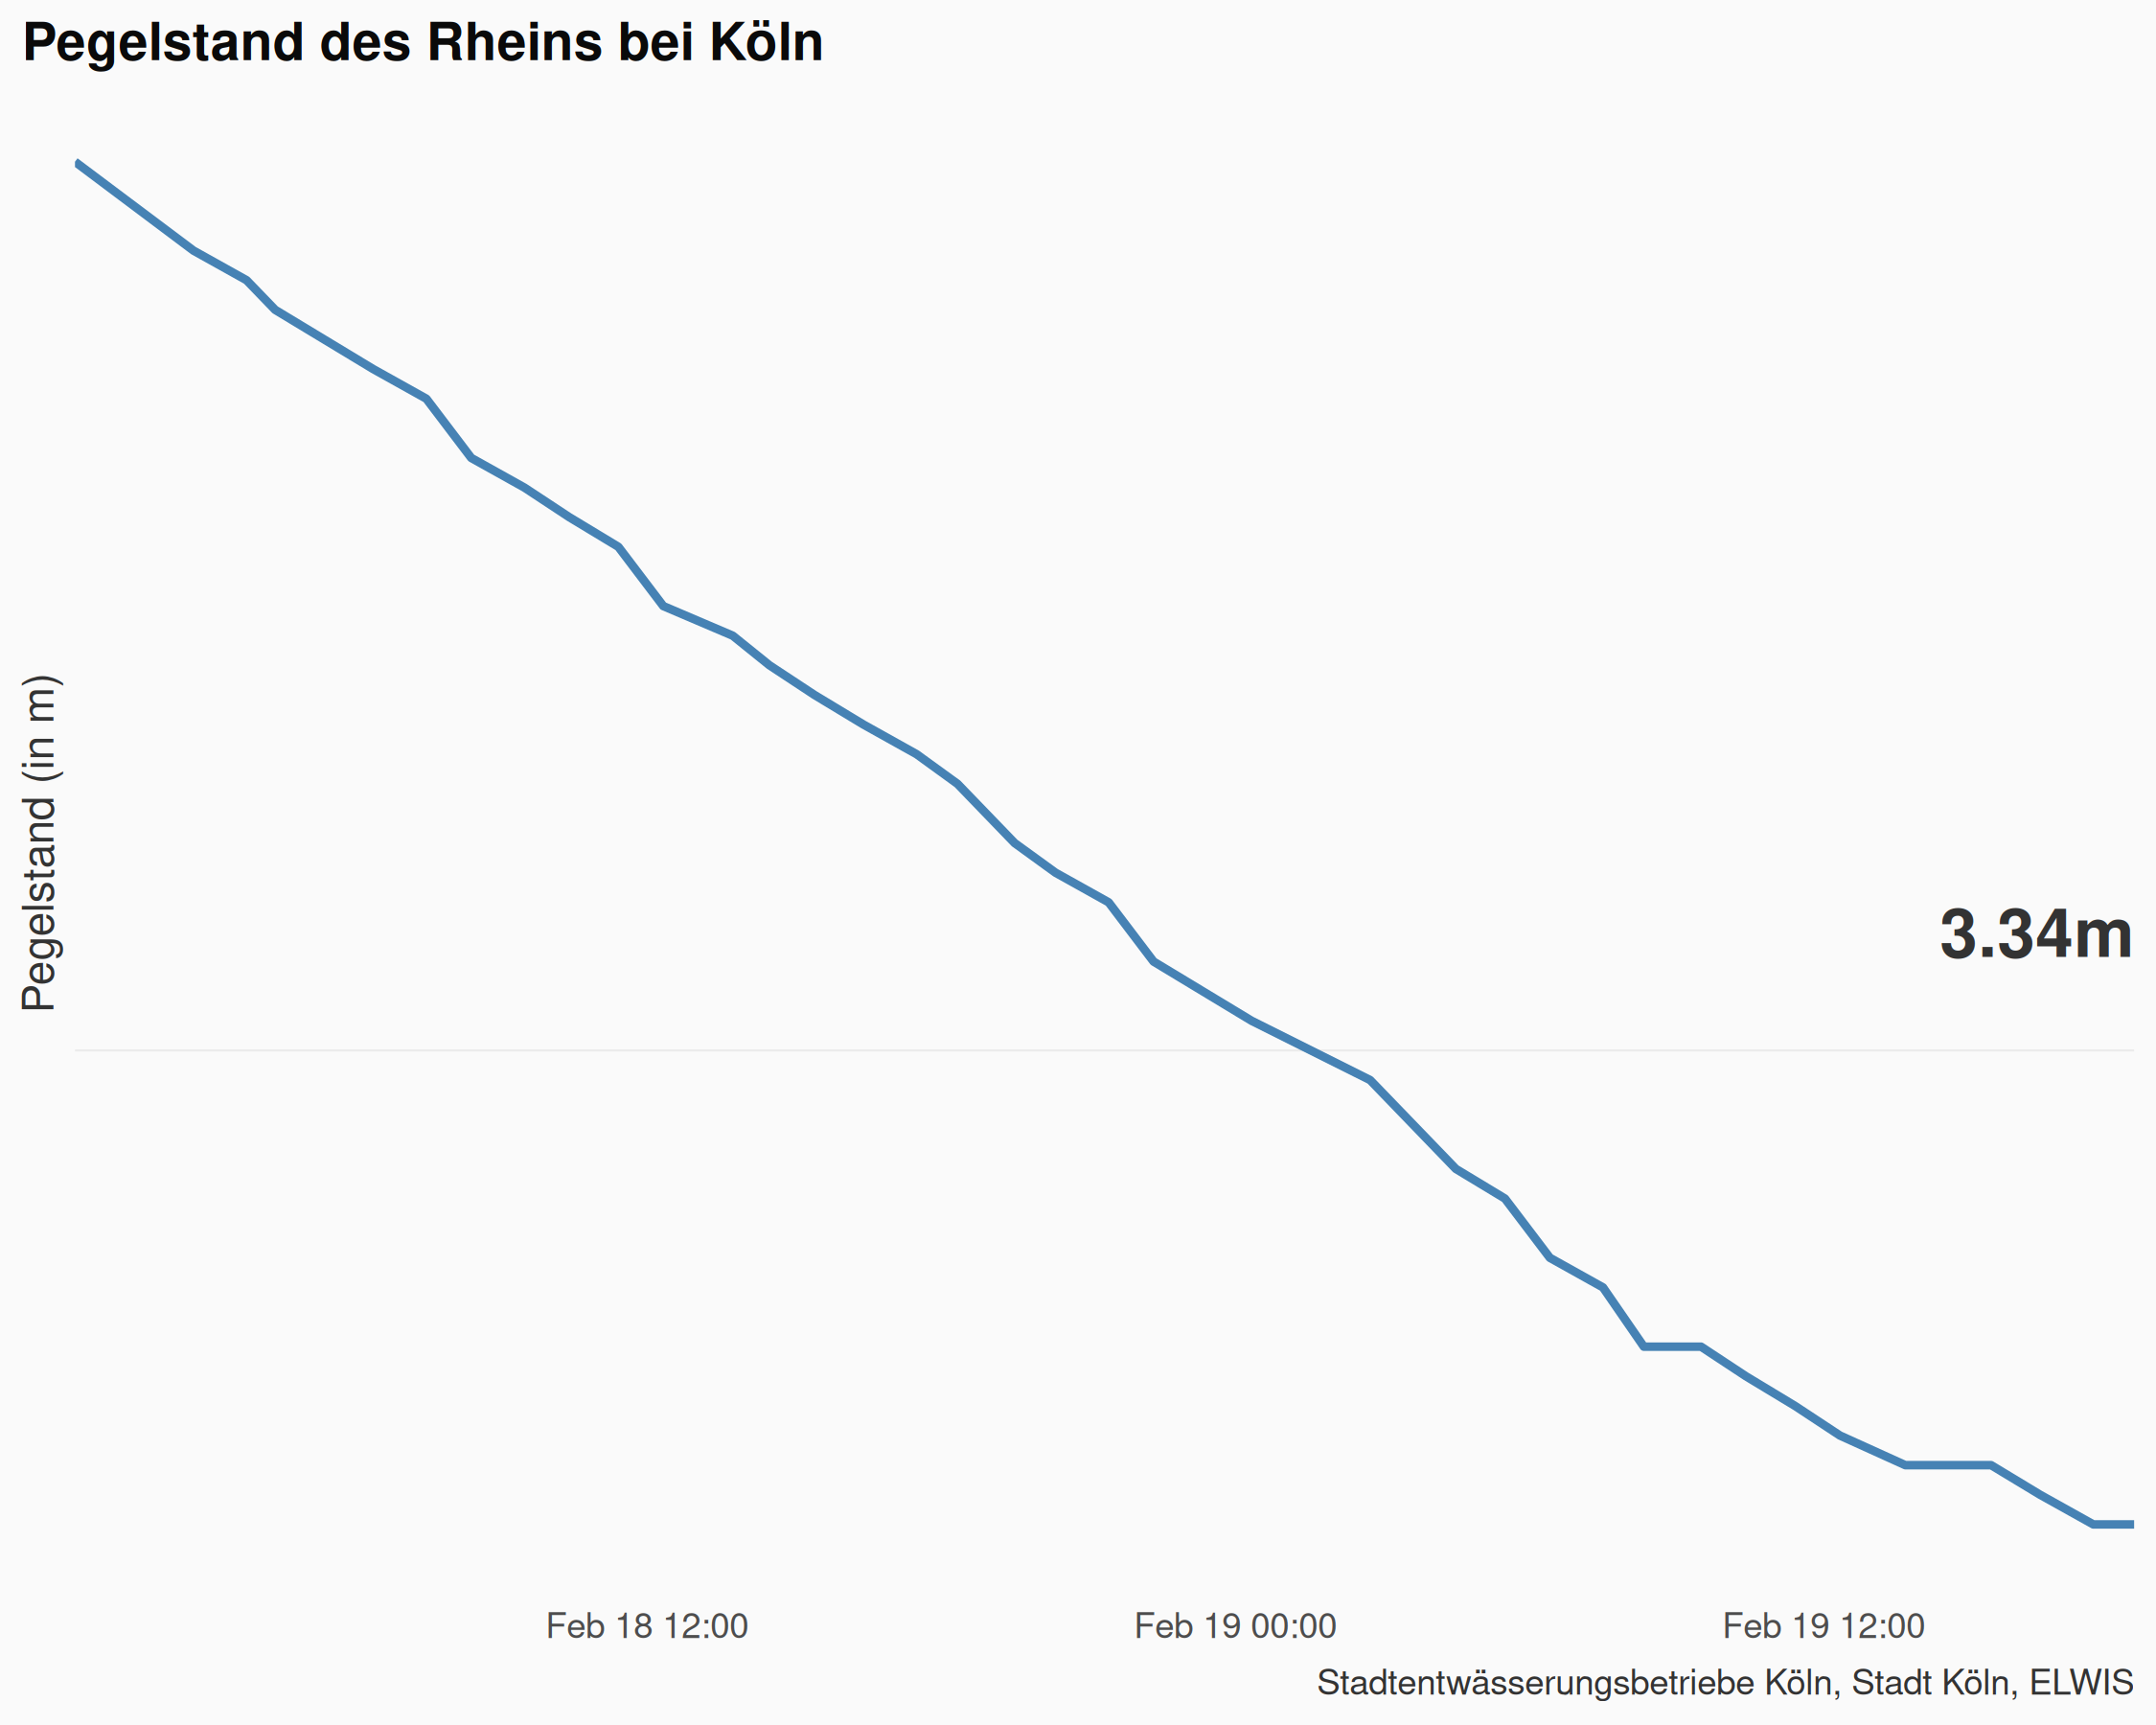 Pegelstand des Rheins bei Köln
Pegelstand (in m)
3.34m
Feb 18 12:00
Feb 19 00:00
Feb 19 12:00
Stadtentwässerungsbetriebe Köln, Stadt Köln, ELWIS